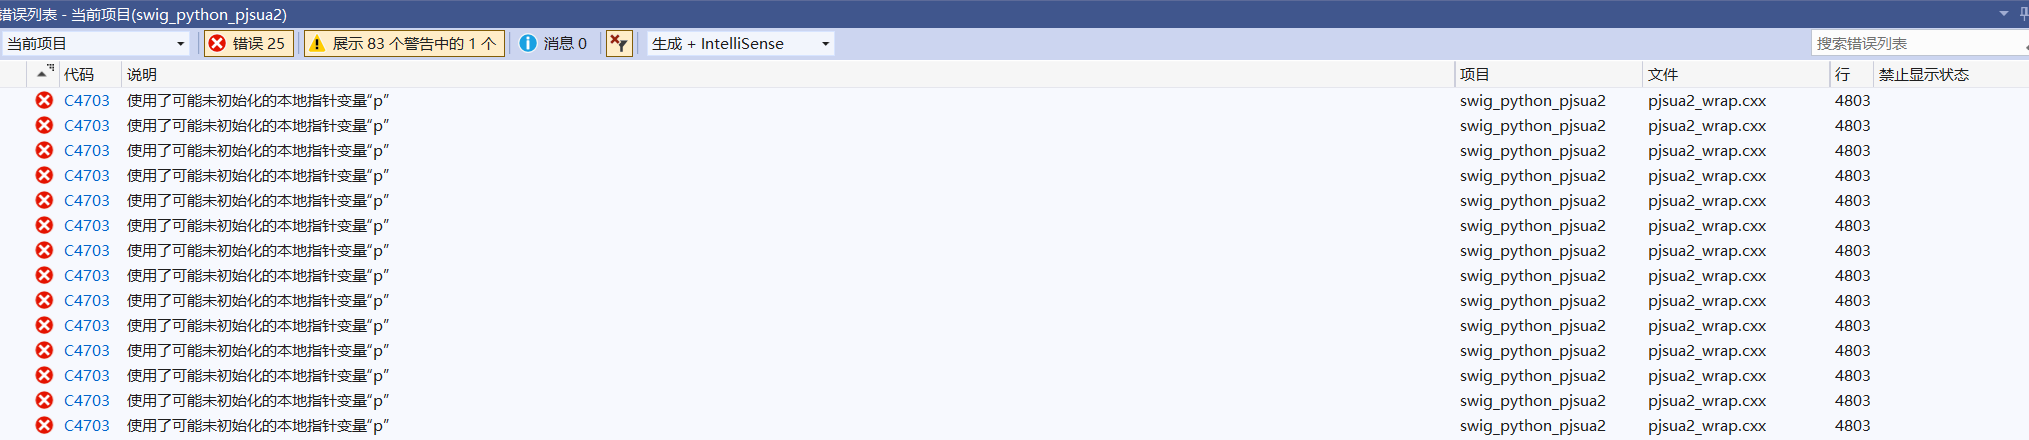 错误列表 - 当前项目(swig_python_pjsua2)
当前项目 错误 25 展示 83 个警告中的 1 个 消息 0 生成 + IntelliSense 搜索错误列表
代码 说明 项目 文件 行 禁止显示状态
C4703 使用了可能未初始化的本地指针变量“p” swig_python_pjsua2 pjsua2_wrap.cxx 4803
C4703 使用了可能未初始化的本地指针变量“p” swig_python_pjsua2 pjsua2_wrap.cxx 4803
C4703 使用了可能未初始化的本地指针变量“p” swig_python_pjsua2 pjsua2_wrap.cxx 4803
C4703 使用了可能未初始化的本地指针变量“p” swig_python_pjsua2 pjsua2_wrap.cxx 4803
C4703 使用了可能未初始化的本地指针变量“p” swig_python_pjsua2 pjsua2_wrap.cxx 4803
C4703 使用了可能未初始化的本地指针变量“p” swig_python_pjsua2 pjsua2_wrap.cxx 4803
C4703 使用了可能未初始化的本地指针变量“p” swig_python_pjsua2 pjsua2_wrap.cxx 4803
C4703 使用了可能未初始化的本地指针变量“p” swig_python_pjsua2 pjsua2_wrap.cxx 4803
C4703 使用了可能未初始化的本地指针变量“p” swig_python_pjsua2 pjsua2_wrap.cxx 4803
C4703 使用了可能未初始化的本地指针变量“p” swig_python_pjsua2 pjsua2_wrap.cxx 4803
C4703 使用了可能未初始化的本地指针变量“p” swig_python_pjsua2 pjsua2_wrap.cxx 4803
C4703 使用了可能未初始化的本地指针变量“p” swig_python_pjsua2 pjsua2_wrap.cxx 4803
C4703 使用了可能未初始化的本地指针变量“p” swig_python_pjsua2 pjsua2_wrap.cxx 4803
C4703 使用了可能未初始化的本地指针变量“p” swig_python_pjsua2 pjsua2_wrap.cxx 4803